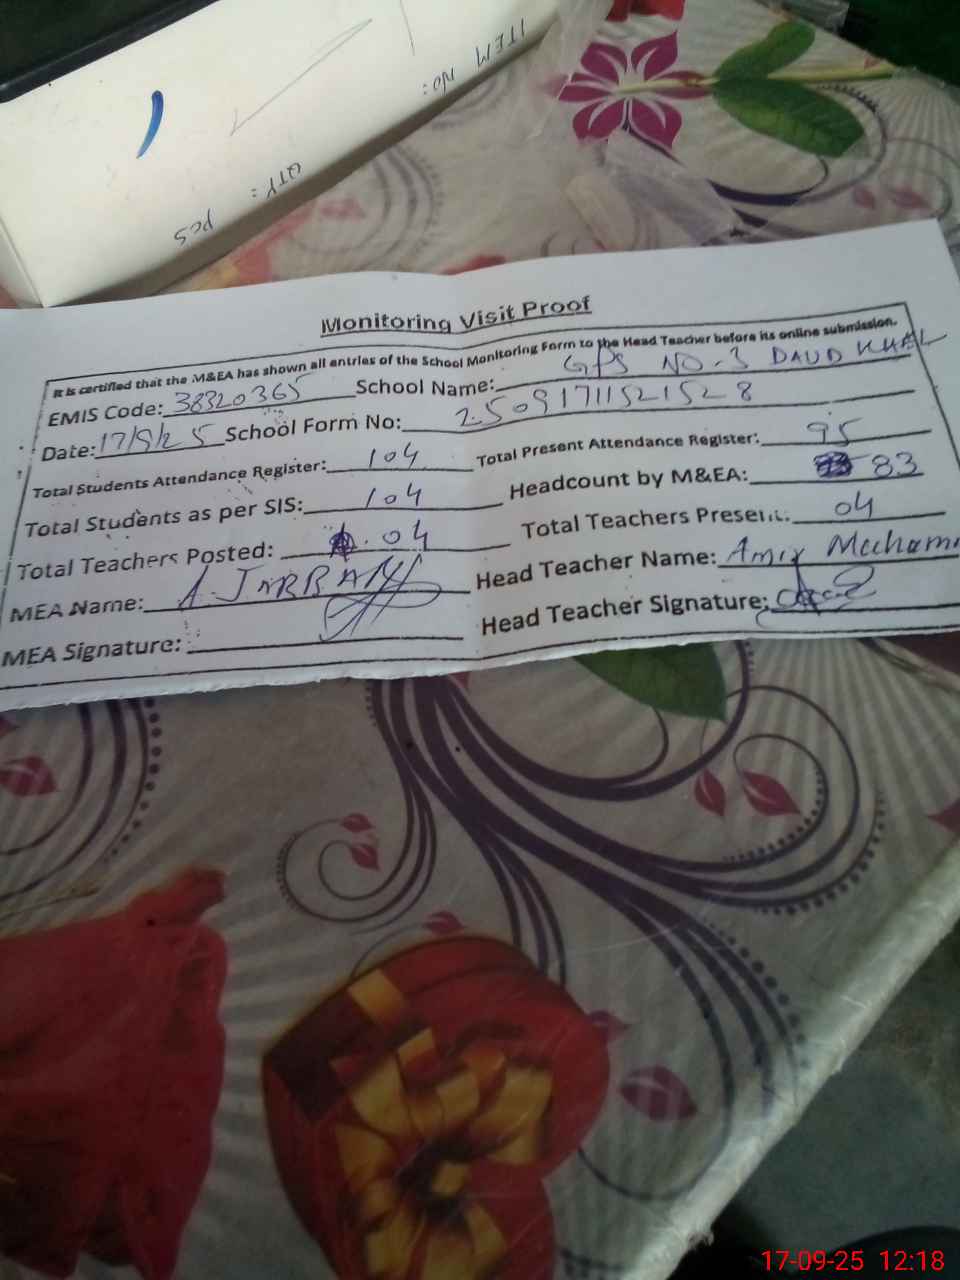 ITEM NO:
QTY: PCS
Monitoring Visit Proof
It is certified that the M&EA has shown all entries of the School Monitoring Form to the Head Teacher before its online submission.
EMIS Code: 38320365 School Name: GPS NO-3 DAUD KHEL
Date: 17/9/25 School Form No: 25091711521528
Total Students Attendance Register: 104 Total Present Attendance Register: 95
Total Students as per SIS: 104 Headcount by M&EA: 83
Total Teachers Posted: 04 Total Teachers Present: 04
MEA Name: Head Teacher Name: Amir
MEA Signature: Head Teacher Signature:
17-09-25 12:18